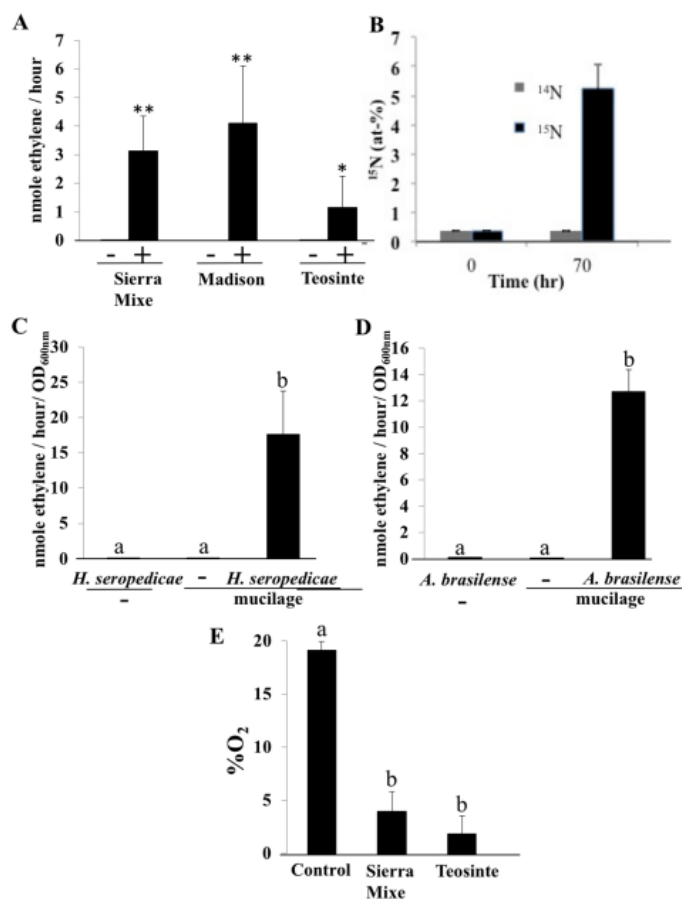 A
nmole ethylene / hour
7
6
5
4
3
2
1
0
**
**
*
- + - + - +
Sierra Mixe
Madison
Teosinte
B
¹⁵N (at-%)
7
6
5
4
3
2
1
0
¹⁴N
¹⁵N
0 70
Time (hr)
C
nmole ethylene / hour/ OD600nm
30
25
20
15
10
5
0
a a b
H. seropedicae - H. seropedicae
- mucilage
D
nmole ethylene / hour/ OD600nm
16
14
12
10
8
6
4
2
0
a a b
A. brasilense - A. brasilense
- mucilage
E
%O₂
20
15
10
5
0
a b b
Control Sierra Teosinte
Mixe